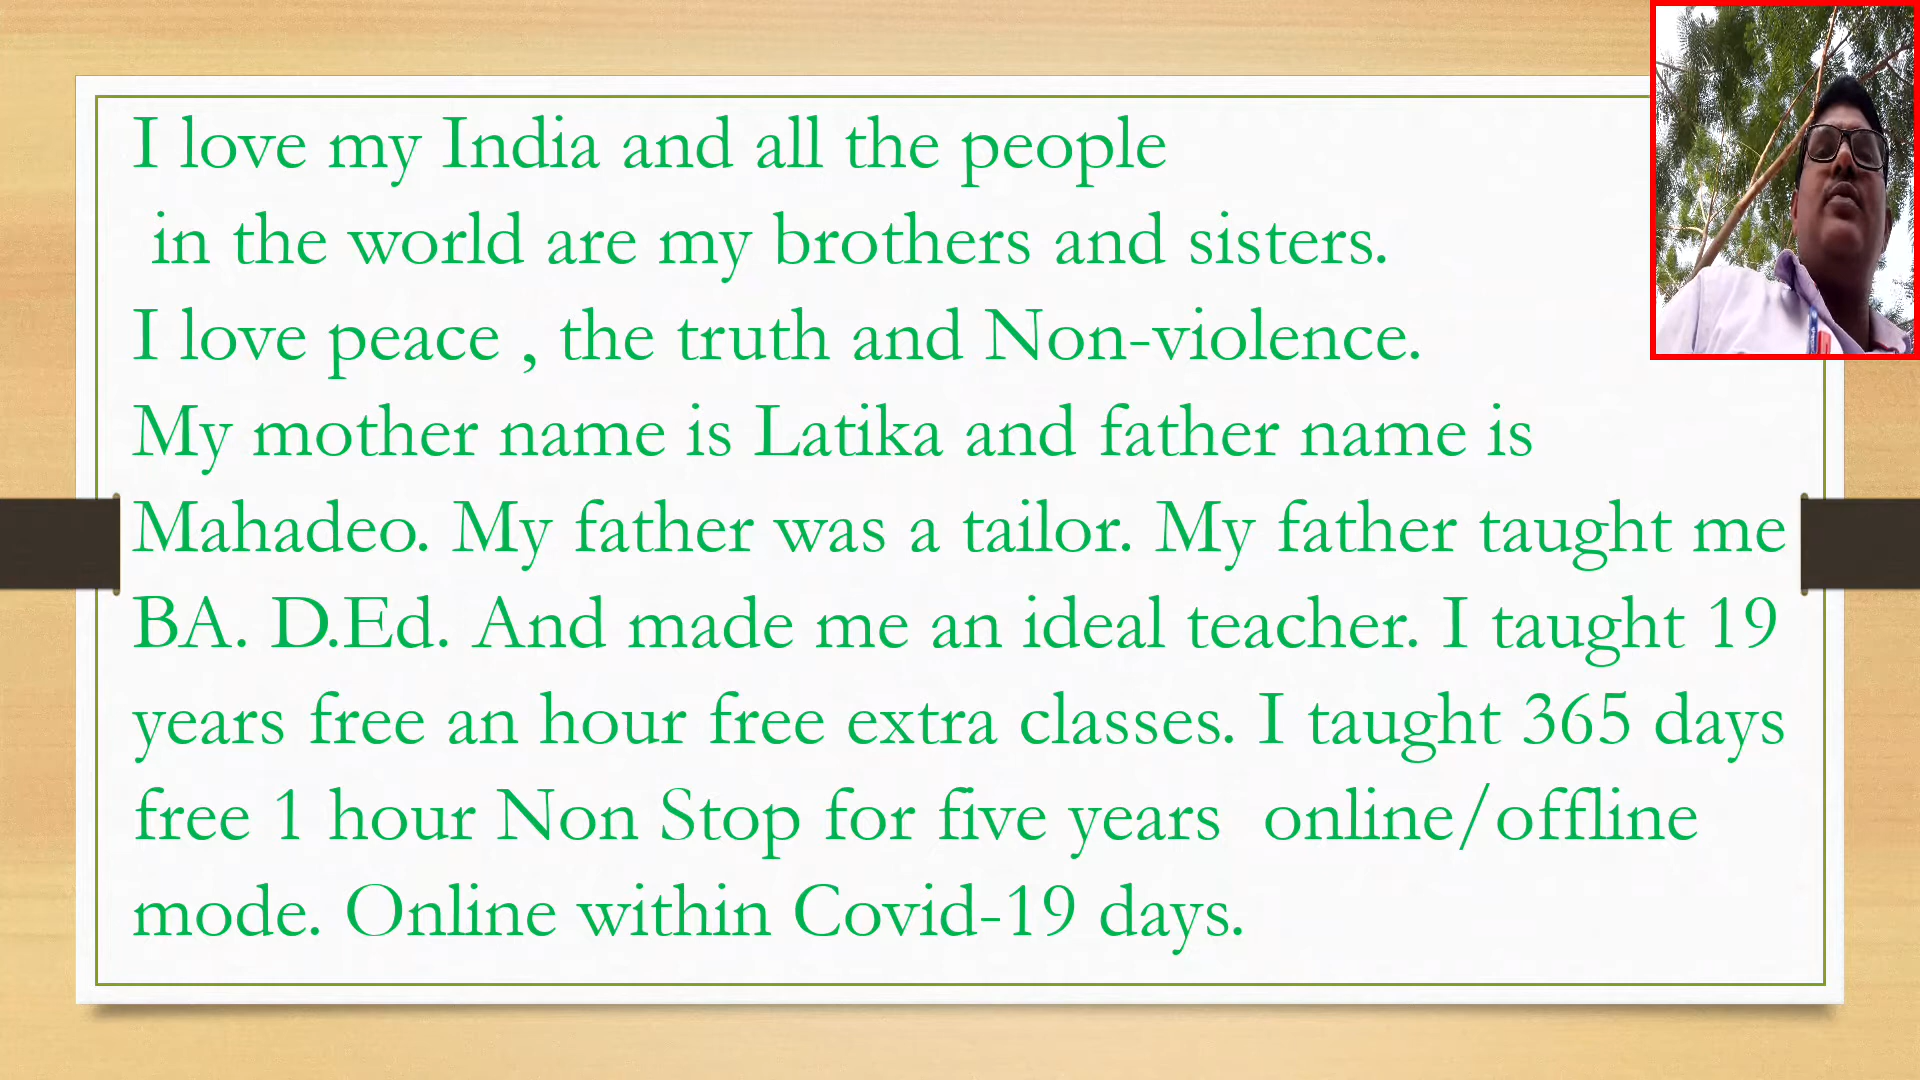 I love my India and all the people
in the world are my brothers and sisters.
I love peace , the truth and Non-violence.
My mother name is Latika and father name is
Mahadeo. My father was a tailor. My father taught me
BA. D.Ed. And made me an ideal teacher. I taught 19
years free an hour free extra classes. I taught 365 days
free 1 hour Non Stop for five years  online/offline
mode. Online within Covid-19 days.